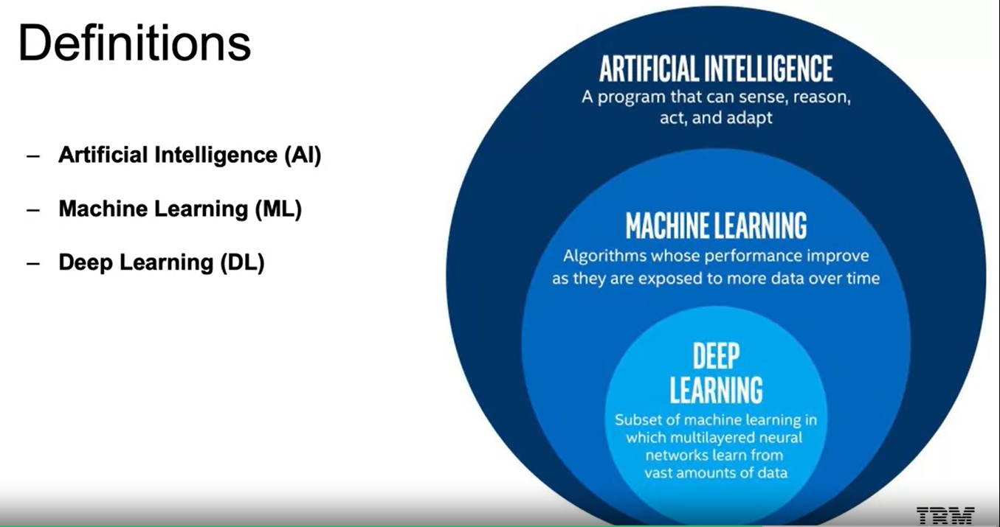 Definitions
– Artificial Intelligence (AI)
– Machine Learning (ML)
– Deep Learning (DL)
ARTIFICIAL INTELLIGENCE
A program that can sense, reason,
act, and adapt
MACHINE LEARNING
Algorithms whose performance improve
as they are exposed to more data over time
DEEP
LEARNING
Subset of machine learning in
which multilayered neural
networks learn from
vast amounts of data
TRM